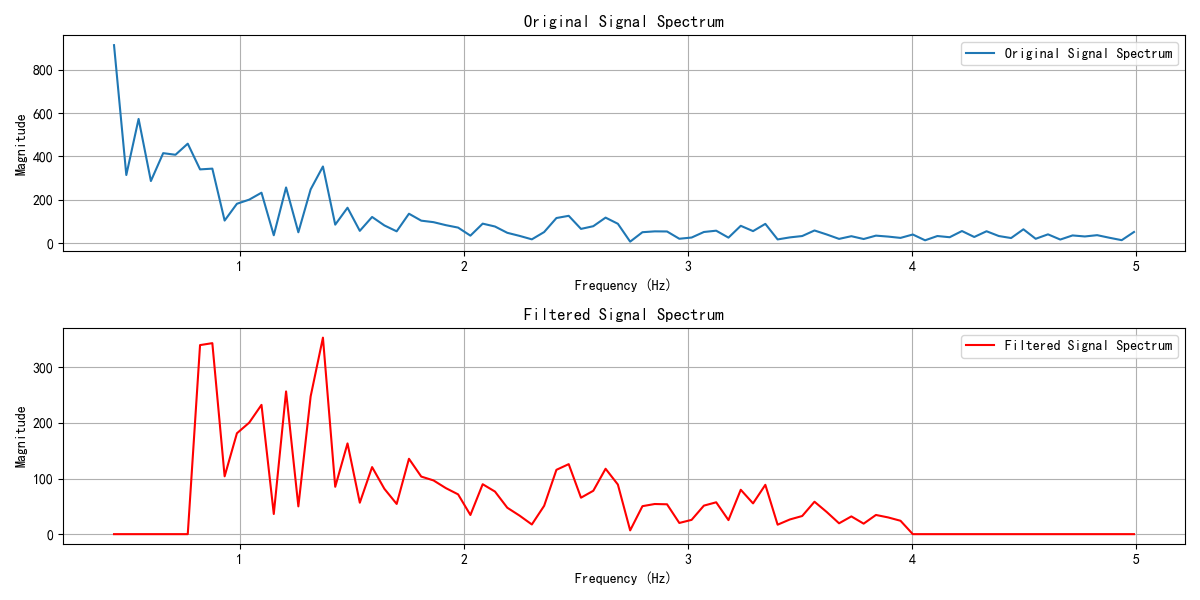 Original Signal Spectrum
Original Signal Spectrum
Magnitude
800
600
400
200
0
1 2 3 4 5
Frequency (Hz)
Filtered Signal Spectrum
Filtered Signal Spectrum
Magnitude
300
200
100
0
1 2 3 4 5
Frequency (Hz)